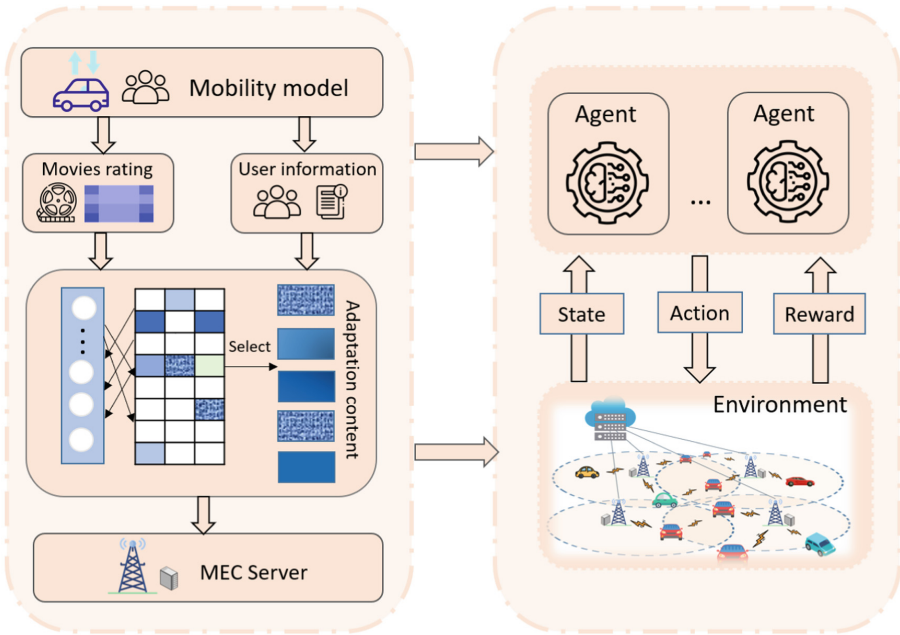 Mobility model
Movies rating
User information
Select
Adaptation content
MEC Server
Agent
...
Agent
State
Action
Reward
Environment